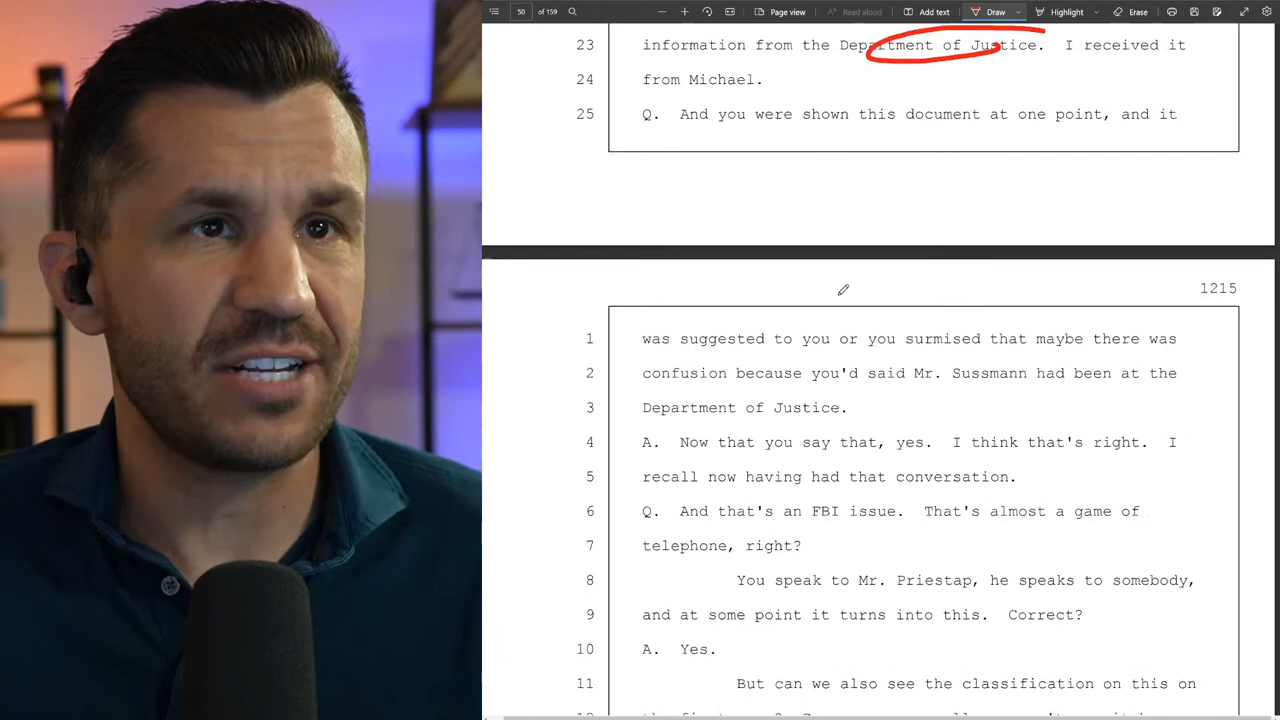 50 of 159 Page view Read aloud Add text Draw Highlight Erase
23 information from the Department of Justice. I received it
24 from Michael.
25 Q. And you were shown this document at one point, and it
1215
1 was suggested to you or you surmised that maybe there was
2 confusion because you'd said Mr. Sussmann had been at the
3 Department of Justice.
4 A. Now that you say that, yes. I think that's right. I
5 recall now having had that conversation.
6 Q. And that's an FBI issue. That's almost a game of
7 telephone, right?
8 You speak to Mr. Priestap, he speaks to somebody,
9 and at some point it turns into this. Correct?
10 A. Yes.
11 But can we also see the classification on this on